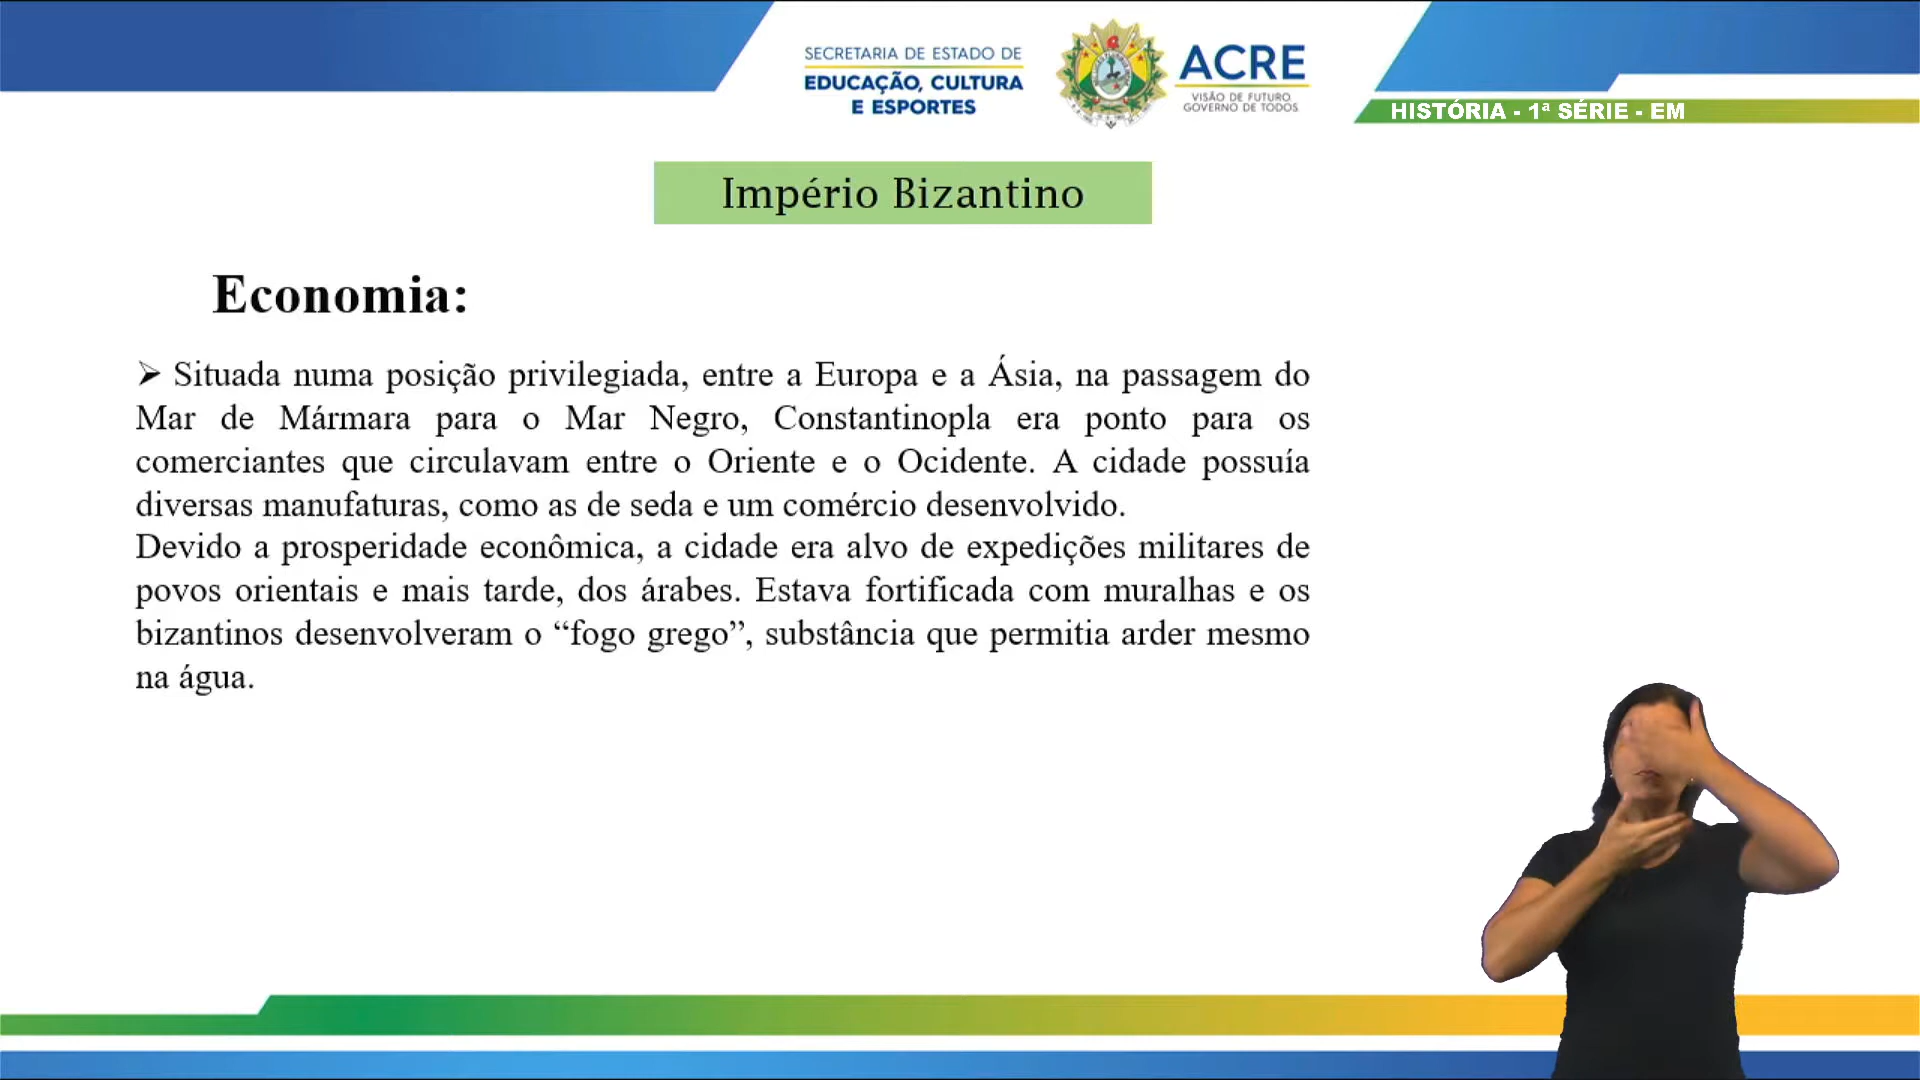 SECRETARIA DE ESTADO DE
EDUCAÇÃO, CULTURA
E ESPORTES
ACRE
VISÃO DE FUTURO
GOVERNO DE TODOS
HISTÓRIA - 1ª SÉRIE - EM
Império Bizantino
Economia:
➢ Situada numa posição privilegiada, entre a Europa e a Ásia, na passagem do
Mar de Mármara para o Mar Negro, Constantinopla era ponto para os
comerciantes que circulavam entre o Oriente e o Ocidente. A cidade possuía
diversas manufaturas, como as de seda e um comércio desenvolvido.
Devido a prosperidade econômica, a cidade era alvo de expedições militares de
povos orientais e mais tarde, dos árabes. Estava fortificada com muralhas e os
bizantinos desenvolveram o “fogo grego”, substância que permitia arder mesmo
na água.